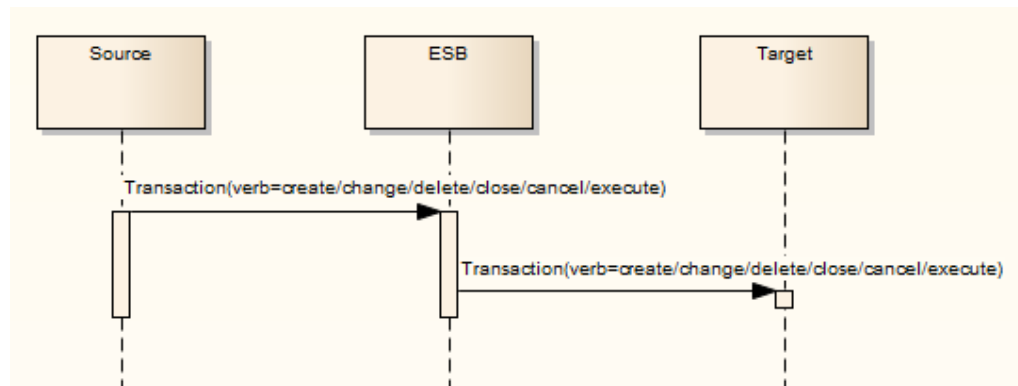 Source
ESB
Target
Transaction(verb=create/change/delete/close/cancel/execute)
Transaction(verb=create/change/delete/close/cancel/execute)